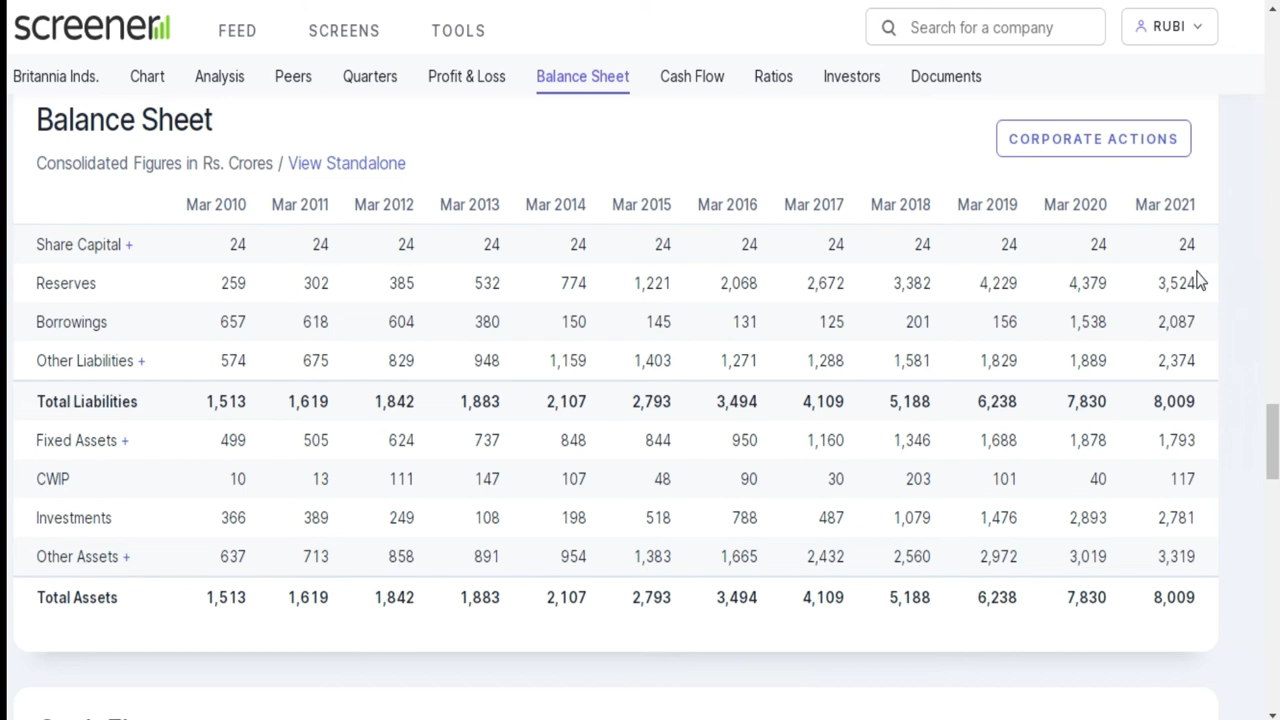 screener
FEED SCREENS TOOLS
Search for a company
RUBI
Britannia Inds. Chart Analysis Peers Quarters Profit & Loss Balance Sheet Cash Flow Ratios Investors Documents
Balance Sheet
CORPORATE ACTIONS
Consolidated Figures in Rs. Crores / View Standalone
Mar 2010 Mar 2011 Mar 2012 Mar 2013 Mar 2014 Mar 2015 Mar 2016 Mar 2017 Mar 2018 Mar 2019 Mar 2020 Mar 2021
Share Capital + 24 24 24 24 24 24 24 24 24 24 24 24
Reserves 259 302 385 532 774 1,221 2,068 2,672 3,382 4,229 4,379 3,524
Borrowings 657 618 604 380 150 145 131 125 201 156 1,538 2,087
Other Liabilities + 574 675 829 948 1,159 1,403 1,271 1,288 1,581 1,829 1,889 2,374
Total Liabilities 1,513 1,619 1,842 1,883 2,107 2,793 3,494 4,109 5,188 6,238 7,830 8,009
Fixed Assets + 499 505 624 737 848 844 950 1,160 1,346 1,688 1,878 1,793
CWIP 10 13 111 147 107 48 90 30 203 101 40 117
Investments 366 389 249 108 198 518 788 487 1,079 1,476 2,893 2,781
Other Assets + 637 713 858 891 954 1,383 1,665 2,432 2,560 2,972 3,019 3,319
Total Assets 1,513 1,619 1,842 1,883 2,107 2,793 3,494 4,109 5,188 6,238 7,830 8,009